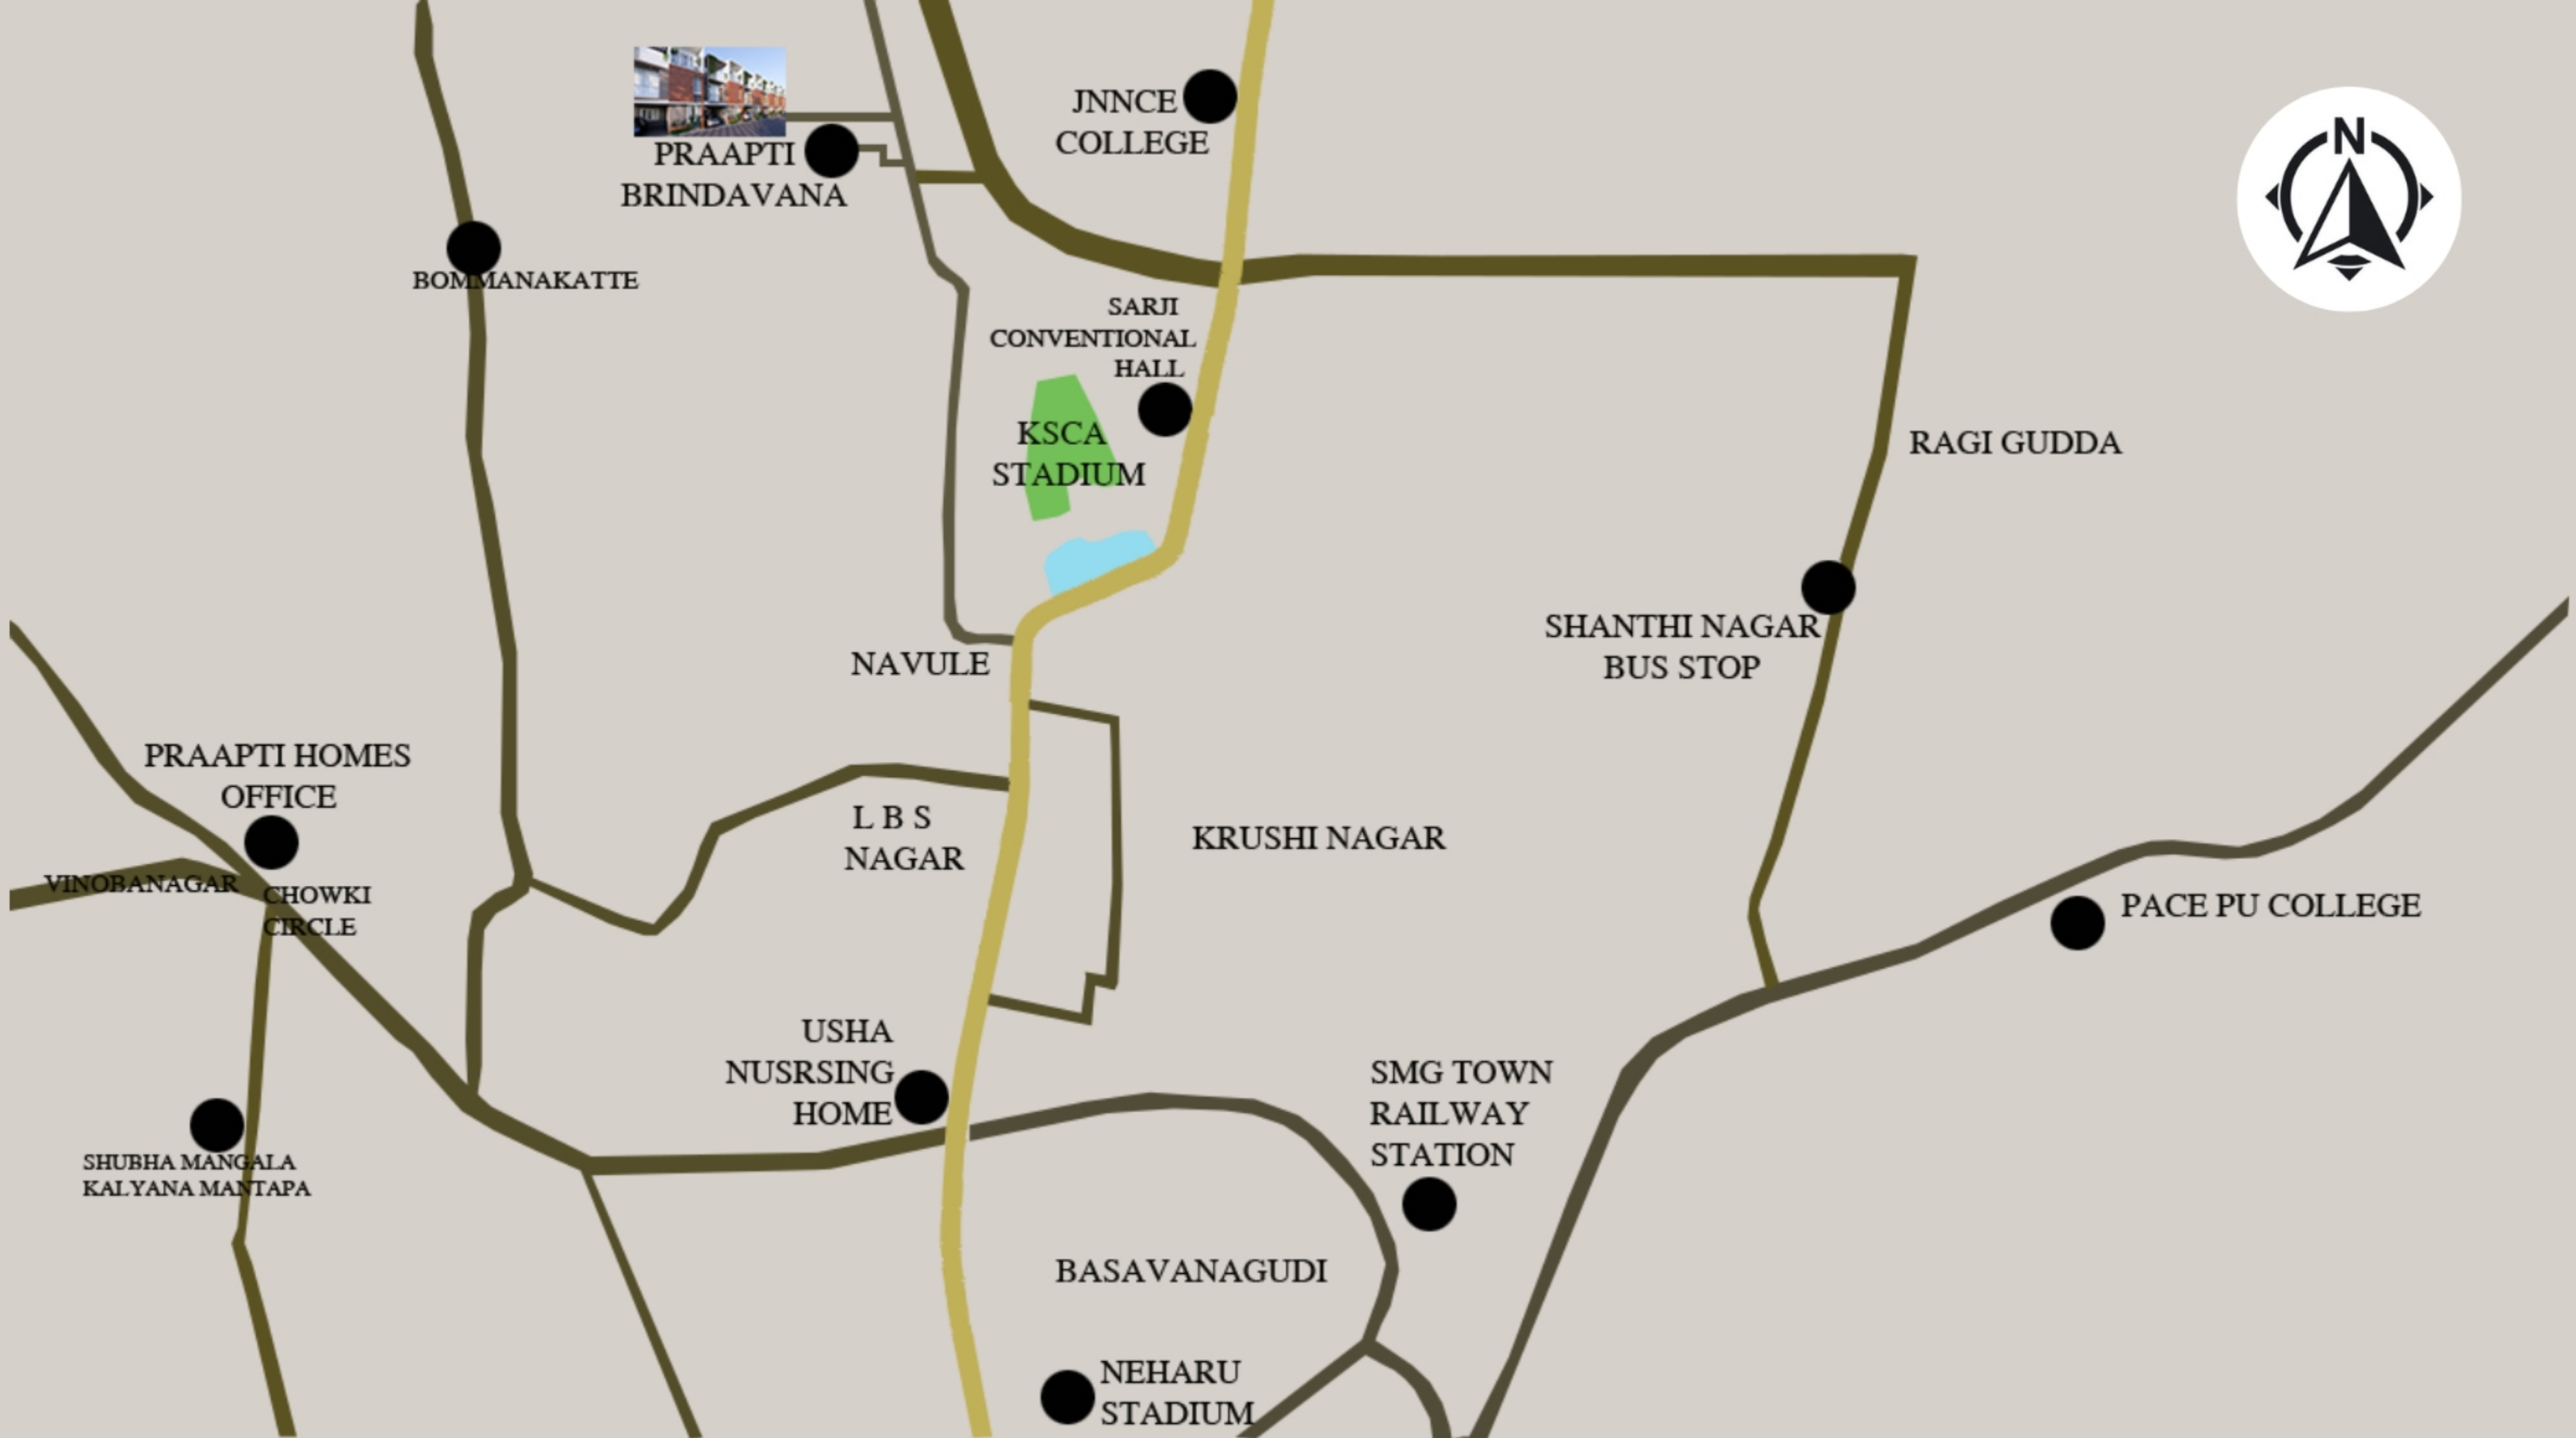 N
JNNCE
COLLEGE
PRAAPTI
BRINDAVANA
BOMMANAKATTE
SARJI
CONVENTIONAL
HALL
KSCA
STADIUM
RAGI GUDDA
SHANTHI NAGAR
BUS STOP
NAVULE
PRAAPTI HOMES
OFFICE
L B S
NAGAR
KRUSHI NAGAR
VINOBANAGAR
CHOWKI
CIRCLE
PACE PU COLLEGE
USHA
NUSRSING
HOME
SMG TOWN
RAILWAY
STATION
SHUBHA MANGALA
KALYANA MANTAPA
BASAVANAGUDI
NEHARU
STADIUM